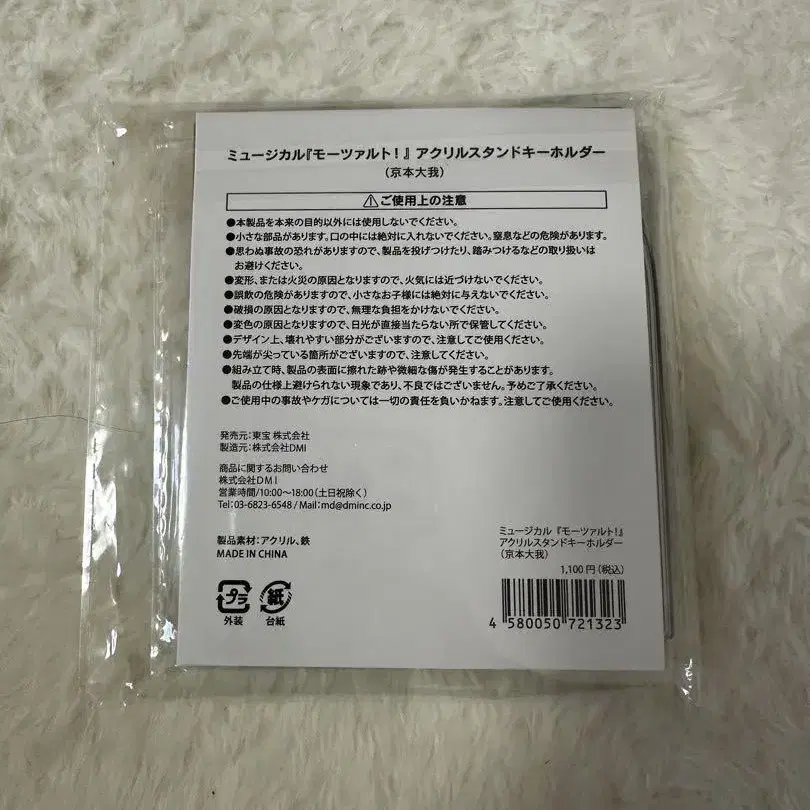 ミュージカル『モーツァルト！』アクリルスタンドキーホルダー
（京本大我）
⚠ご使用上の注意
●本製品を本来の目的以外には使用しないでください。
●小さな部品があります。口の中には絶対に入れないでください。窒息などの危険があります。
●思わぬ事故の恐れがありますので、製品を投げつけたり、踏みつけるなどの取り扱いは
お避けください。
●変形、または火災の原因となりますので、火気には近づけないでください。
●誤飲の危険がありますので、小さなお子様には絶対に与えないでください。
●破損の原因となりますので、無理な負担をかけないでください。
●変色の原因となりますので、日光が直接当たらない所で保管してください。
●デザイン上、壊れやすい部分がございますので、注意してご使用ください。
●先端が尖っている箇所がございますので、注意してください。
●組み立て時、製品の表面に擦れた跡や微細な傷が発生することがあります。
製品の仕様上避けられない現象であり、不良ではございません。予めご了承ください。
●ご使用中の事故やケガについては一切の責任を負いかねます。注意してご使用ください。
発売元：東宝 株式会社
製造元：株式会社DMI
商品に関するお問い合わせ
株式会社ＤＭＩ
営業時間/10:00～18:00（土日祝除く）
Tel：03-6823-6548 / Mail：md@dminc.co.jp
製品素材：アクリル、鉄
MADE IN CHINA
プラ 紙
外装 台紙
ミュージカル『モーツァルト！』
アクリルスタンドキーホルダー
（京本大我）
1,100円（税込）
4 580050 721323